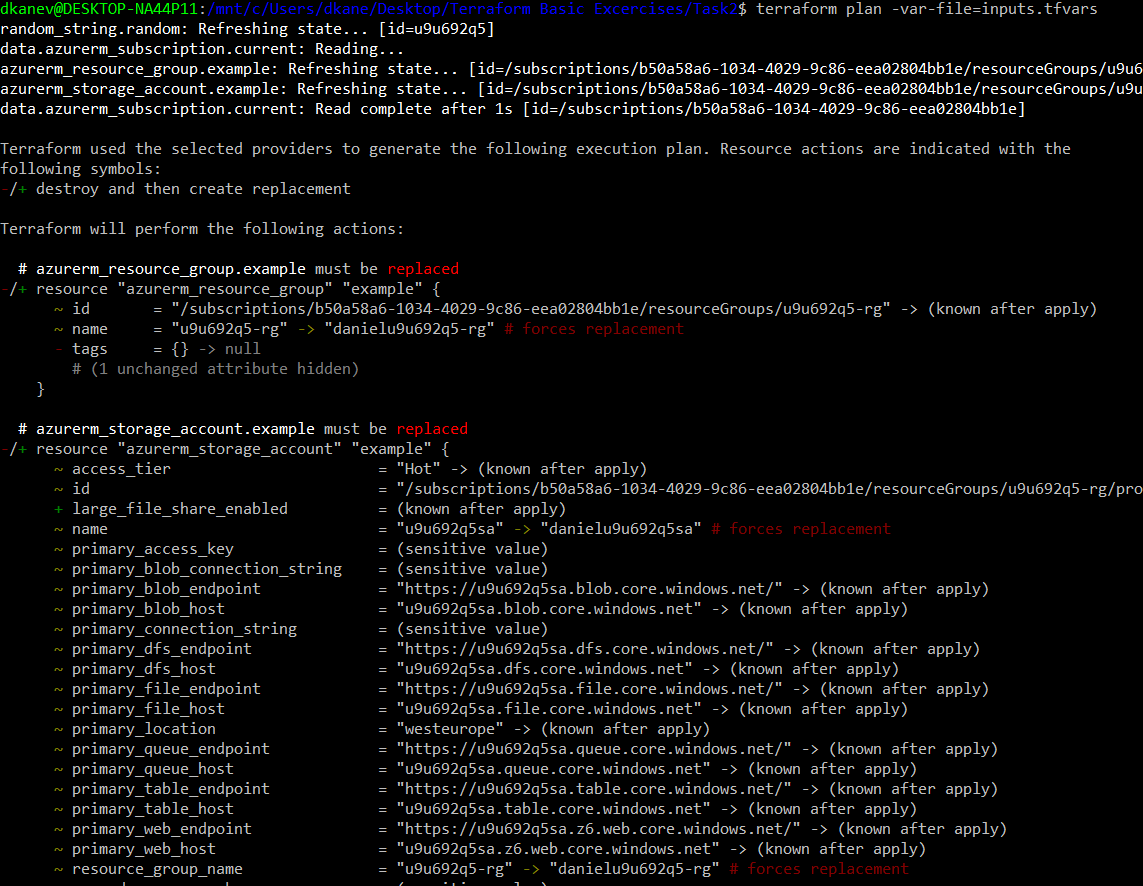 dkanev@DESKTOP-NA44P11:/mnt/c/Users/dkane/Desktop/Terraform Basic Excercises/Task2$ terraform plan -var-file=inputs.tfvars
random_string.random: Refreshing state... [id=u9u692q5]
data.azurerm_subscription.current: Reading...
azurerm_resource_group.example: Refreshing state... [id=/subscriptions/b50a58a6-1034-4029-9c86-eea02804bb1e/resourceGroups/u9u6
azurerm_storage_account.example: Refreshing state... [id=/subscriptions/b50a58a6-1034-4029-9c86-eea02804bb1e/resourceGroups/u9u
data.azurerm_subscription.current: Read complete after 1s [id=/subscriptions/b50a58a6-1034-4029-9c86-eea02804bb1e]

Terraform used the selected providers to generate the following execution plan. Resource actions are indicated with the
following symbols:
-/+ destroy and then create replacement

Terraform will perform the following actions:

  # azurerm_resource_group.example must be replaced
-/+ resource "azurerm_resource_group" "example" {
      ~ id       = "/subscriptions/b50a58a6-1034-4029-9c86-eea02804bb1e/resourceGroups/u9u692q5-rg" -> (known after apply)
      ~ name     = "u9u692q5-rg" -> "danielu9u692q5-rg" # forces replacement
      - tags     = {} -> null
        # (1 unchanged attribute hidden)
    }

  # azurerm_storage_account.example must be replaced
-/+ resource "azurerm_storage_account" "example" {
      ~ access_tier                       = "Hot" -> (known after apply)
      ~ id                                = "/subscriptions/b50a58a6-1034-4029-9c86-eea02804bb1e/resourceGroups/u9u692q5-rg/pro
      + large_file_share_enabled          = (known after apply)
      ~ name                              = "u9u692q5sa" -> "danielu9u692q5sa" # forces replacement
      ~ primary_access_key                = (sensitive value)
      ~ primary_blob_connection_string    = (sensitive value)
      ~ primary_blob_endpoint             = "https://u9u692q5sa.blob.core.windows.net/" -> (known after apply)
      ~ primary_blob_host                 = "u9u692q5sa.blob.core.windows.net" -> (known after apply)
      ~ primary_connection_string         = (sensitive value)
      ~ primary_dfs_endpoint              = "https://u9u692q5sa.dfs.core.windows.net/" -> (known after apply)
      ~ primary_dfs_host                  = "u9u692q5sa.dfs.core.windows.net" -> (known after apply)
      ~ primary_file_endpoint             = "https://u9u692q5sa.file.core.windows.net/" -> (known after apply)
      ~ primary_file_host                 = "u9u692q5sa.file.core.windows.net" -> (known after apply)
      ~ primary_location                  = "westeurope" -> (known after apply)
      ~ primary_queue_endpoint            = "https://u9u692q5sa.queue.core.windows.net/" -> (known after apply)
      ~ primary_queue_host                = "u9u692q5sa.queue.core.windows.net" -> (known after apply)
      ~ primary_table_endpoint            = "https://u9u692q5sa.table.core.windows.net/" -> (known after apply)
      ~ primary_table_host                = "u9u692q5sa.table.core.windows.net" -> (known after apply)
      ~ primary_web_endpoint              = "https://u9u692q5sa.z6.web.core.windows.net/" -> (known after apply)
      ~ primary_web_host                  = "u9u692q5sa.z6.web.core.windows.net" -> (known after apply)
      ~ resource_group_name               = "u9u692q5-rg" -> "danielu9u692q5-rg" # forces replacement